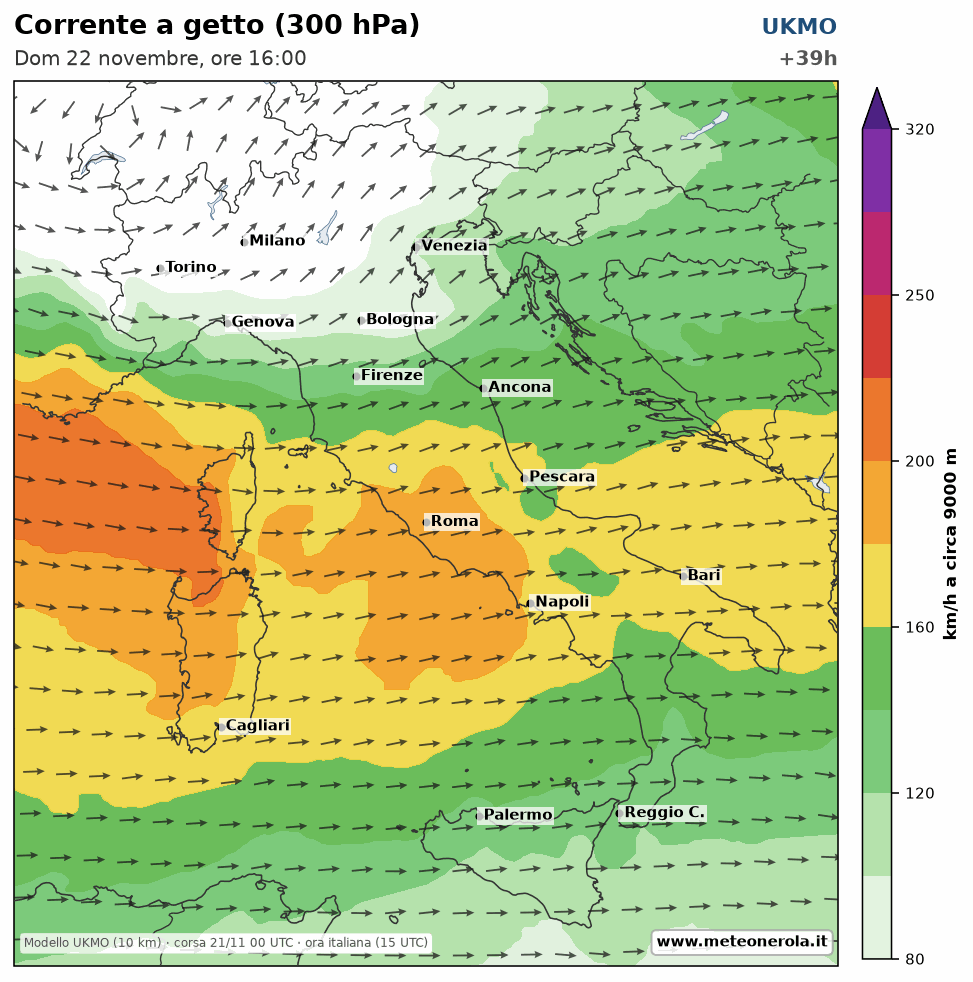 Corrente a getto (300 hPa)
UKMO
Dom 22 novembre, ore 16:00
+39h
Milano
Venezia
Torino
Genova
Bologna
Firenze
Ancona
Pescara
Roma
Bari
Napoli
Cagliari
Palermo
Reggio C.
320
250
200
160
120
80
km/h a circa 9000 m
Modello UKMO (10 km) · corsa 21/11 00 UTC · ora italiana (15 UTC)
www.meteonerola.it